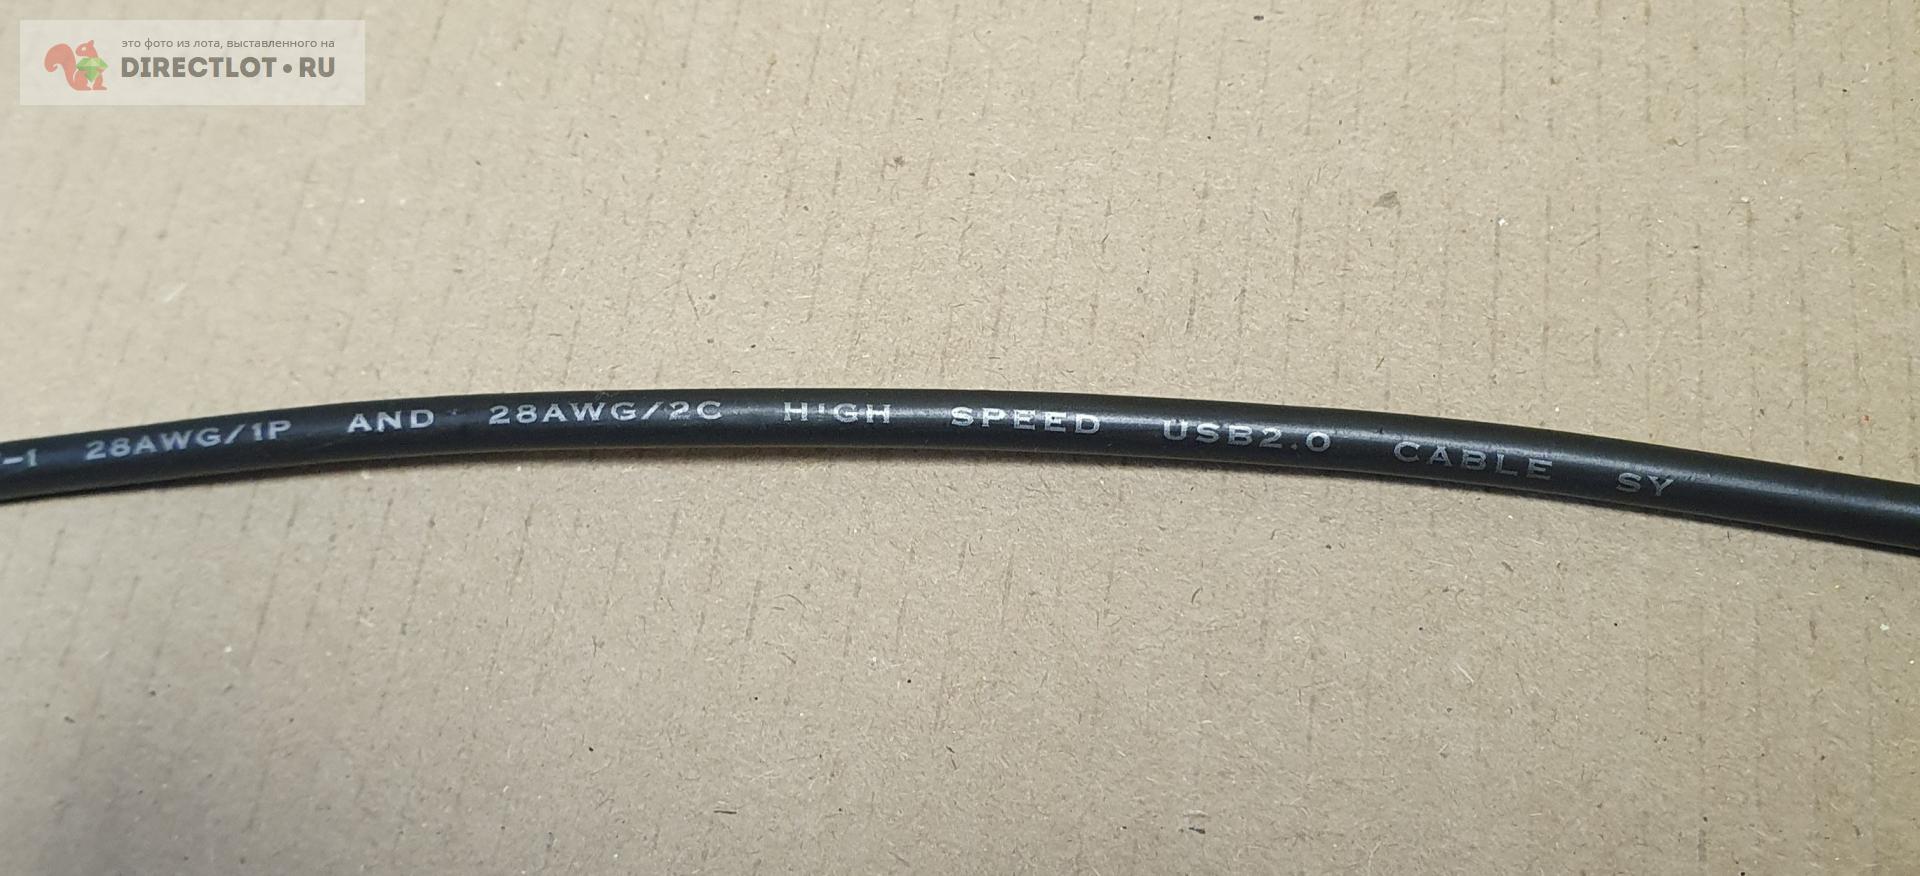 это фото из лота, выставленного на
DIRECTLOT•RU
-1 28AWG/1P AND 28AWG/2C HIGH SPEED USB2.0 CABLE SY